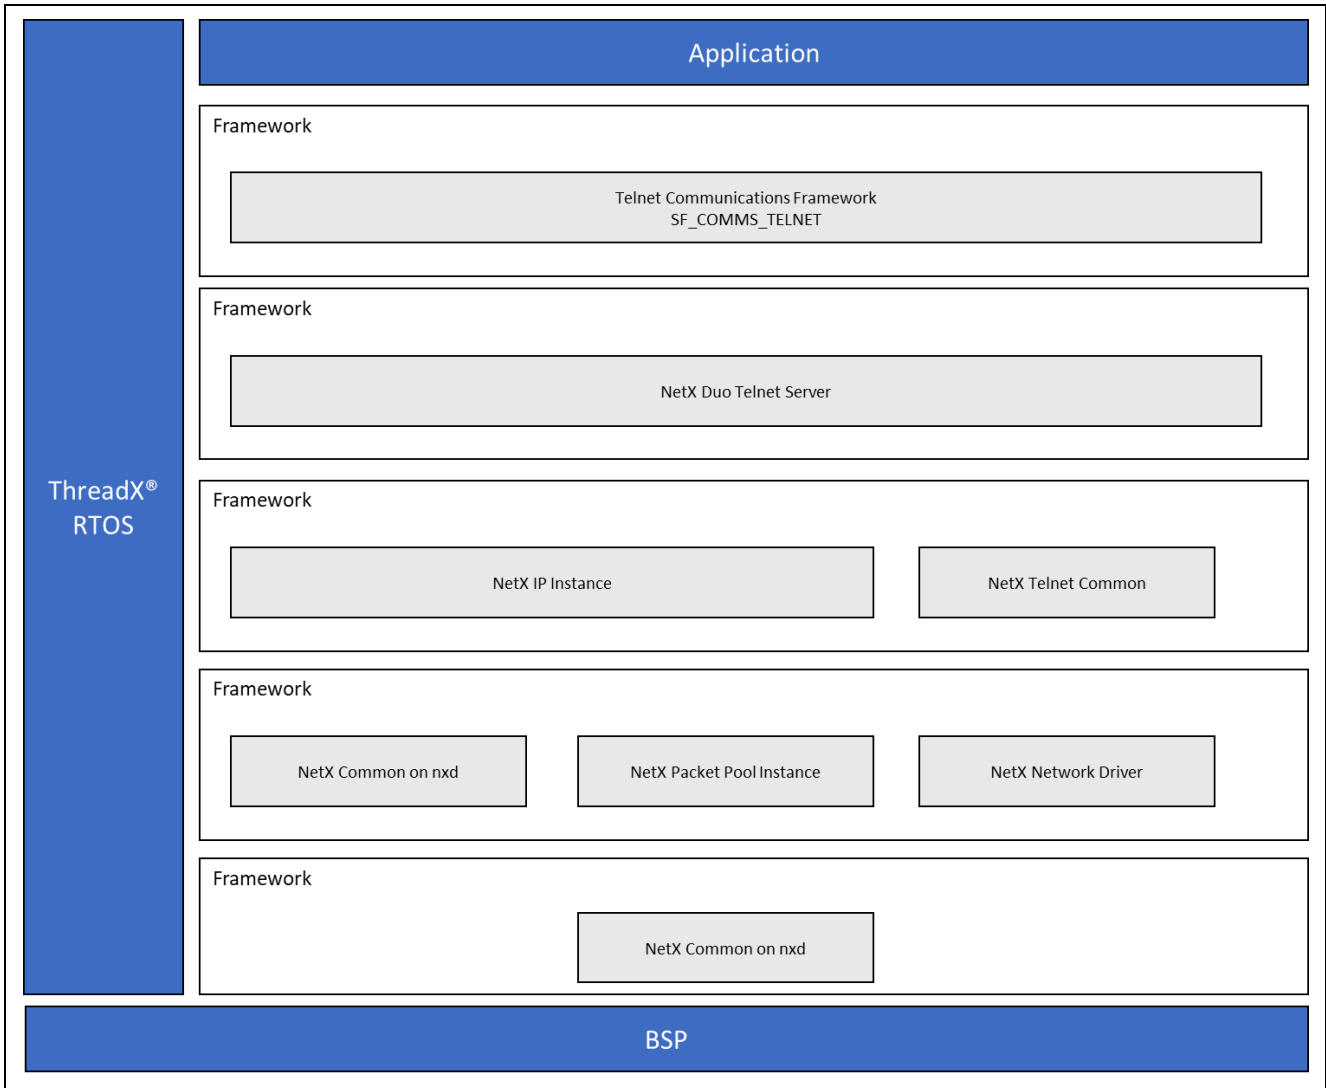 Application
Framework
Telnet Communications Framework
SF_COMMS_TELNET
Framework
NetX Duo Telnet Server
ThreadX®
RTOS
Framework
NetX IP Instance
NetX Telnet Common
Framework
NetX Common on nxd
NetX Packet Pool Instance
NetX Network Driver
Framework
NetX Common on nxd
BSP